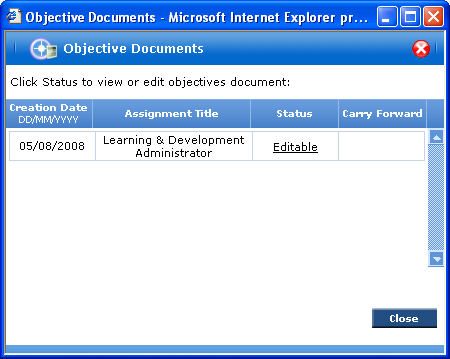 Objective Documents - Microsoft Internet Explorer pr...
Objective Documents
Click Status to view or edit objectives document:
Creation Date
DD/MM/YYYY
Assignment Title
Status
Carry Forward
05/08/2008
Learning & Development
Administrator
Editable
Close